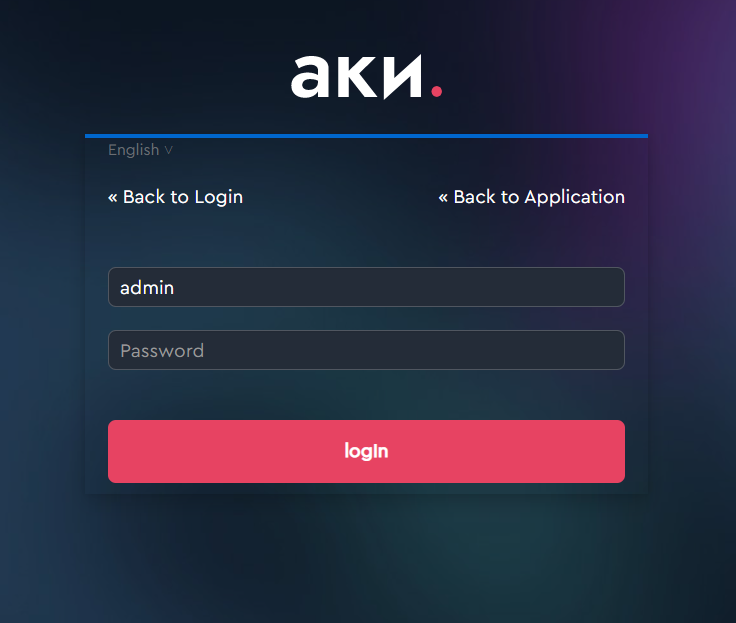 аки.
English
« Back to Login
« Back to Application
admin
Password
login